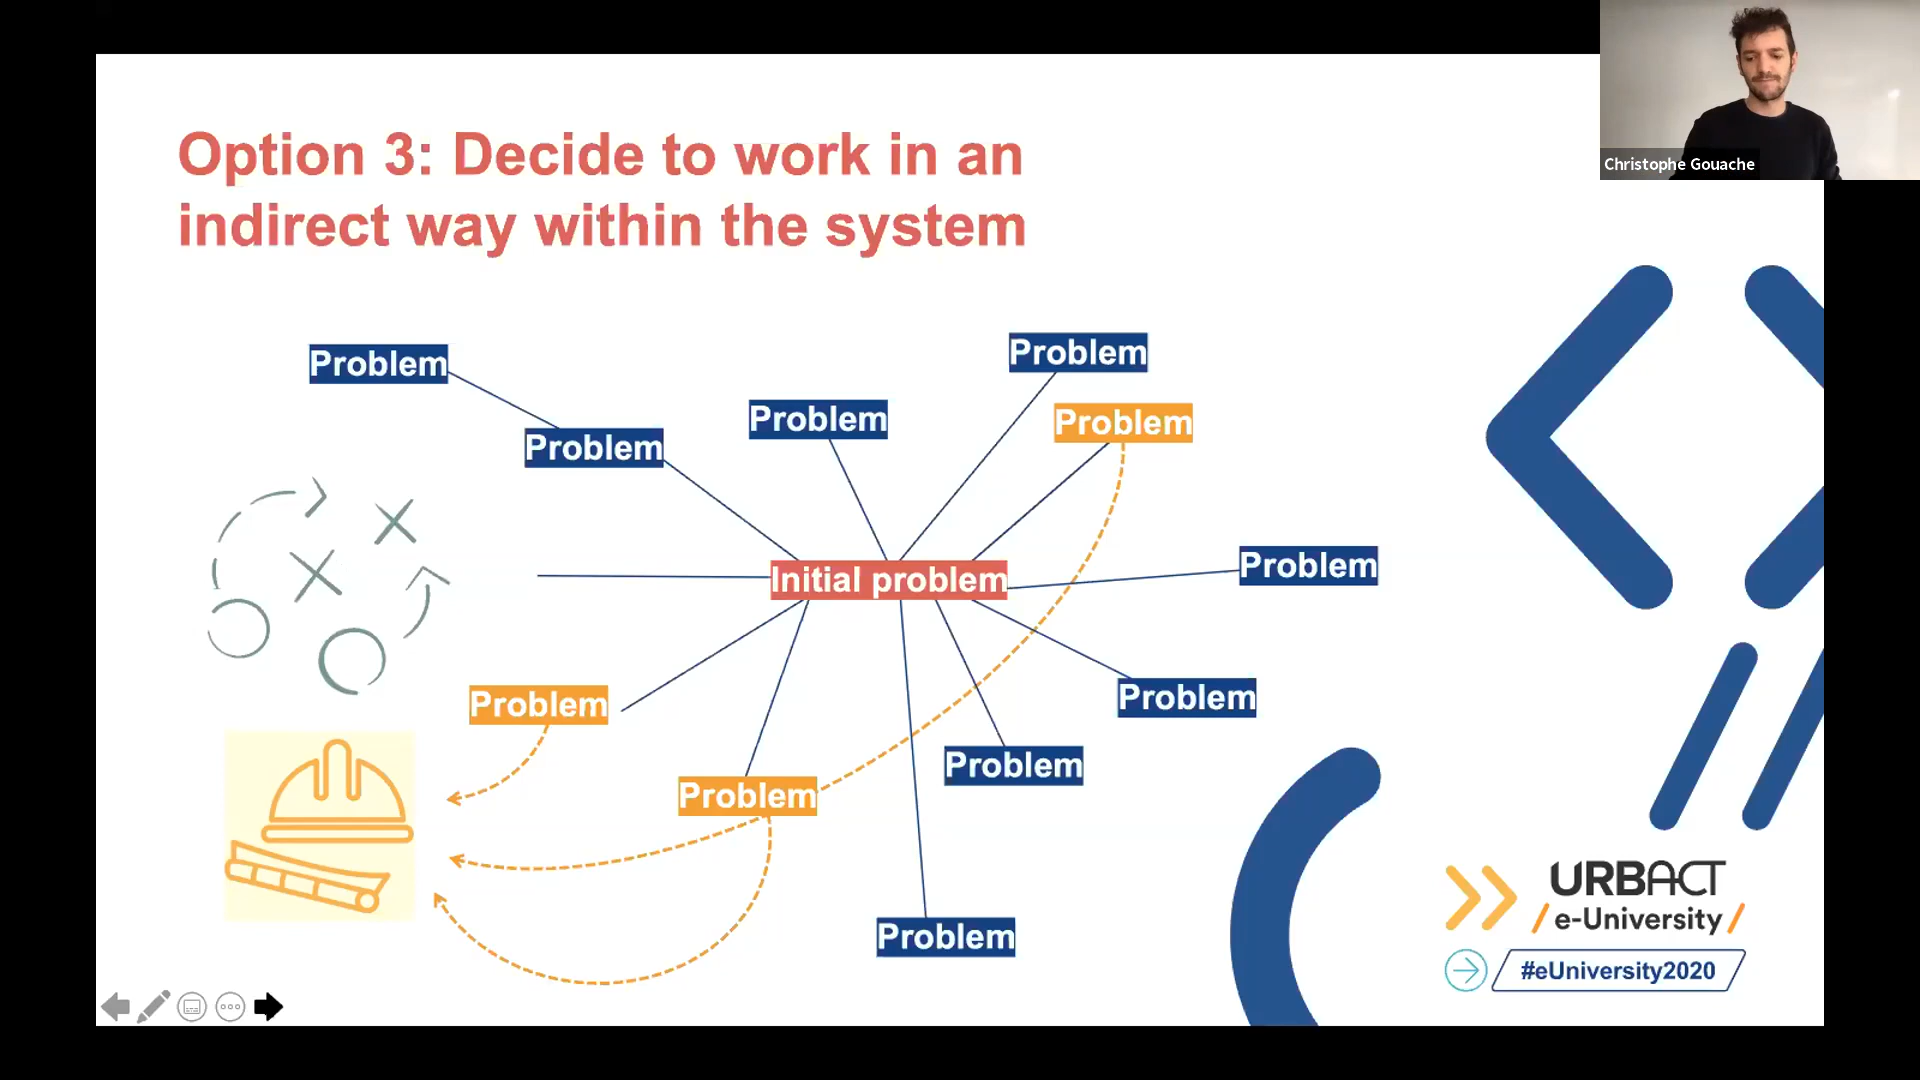 Christophe Gouache
Option 3: Decide to work in an
indirect way within the system
Problem
Problem
Problem
Problem
Problem
Problem
Initial problem
Problem
Problem
Problem
Problem
Problem
URBACT
/ e-University /
#eUniversity2020